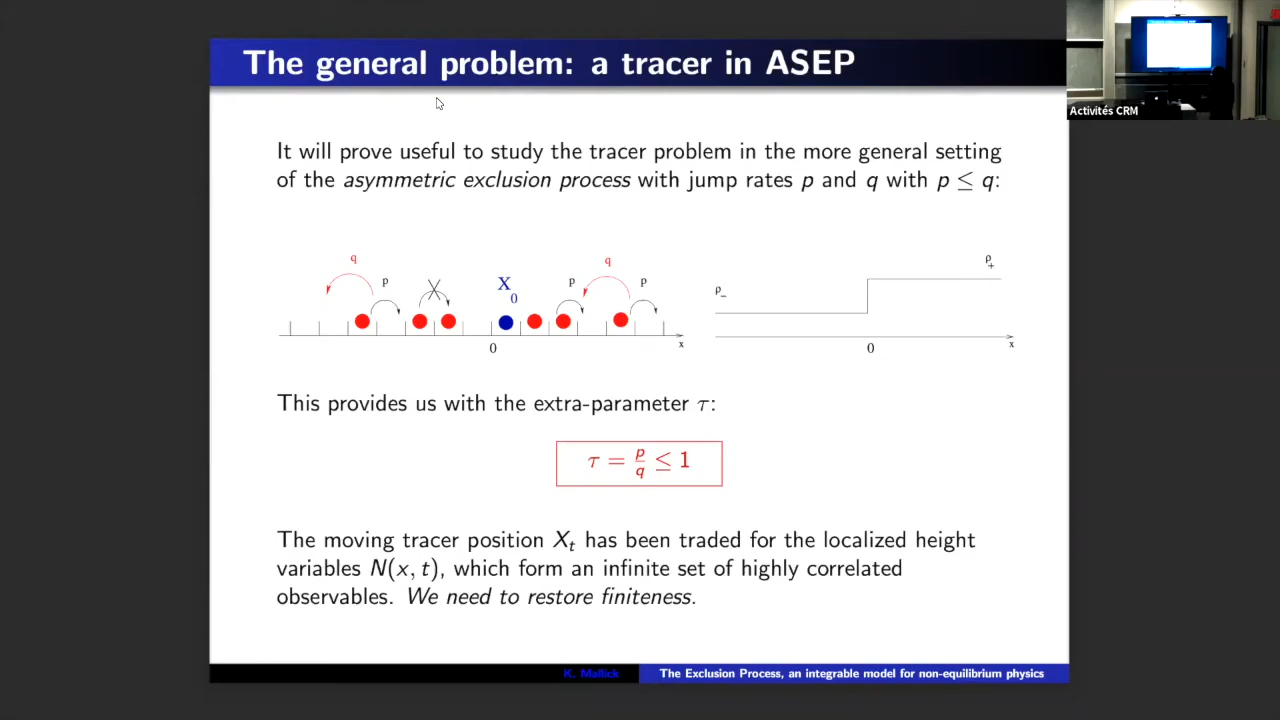 The general problem: a tracer in ASEP
Activités CRM
It will prove useful to study the tracer problem in the more general setting
of the asymmetric exclusion process with jump rates p and q with p ≤ q:
q
p
X₀
p
q
p
0
x
ρ₋
ρ₊
0
x
This provides us with the extra-parameter τ:
τ = p/q ≤ 1
The moving tracer position Xₜ has been traded for the localized height
variables N(x, t), which form an infinite set of highly correlated
observables. We need to restore finiteness.
K. Mallick
The Exclusion Process, an integrable model for non-equilibrium physics